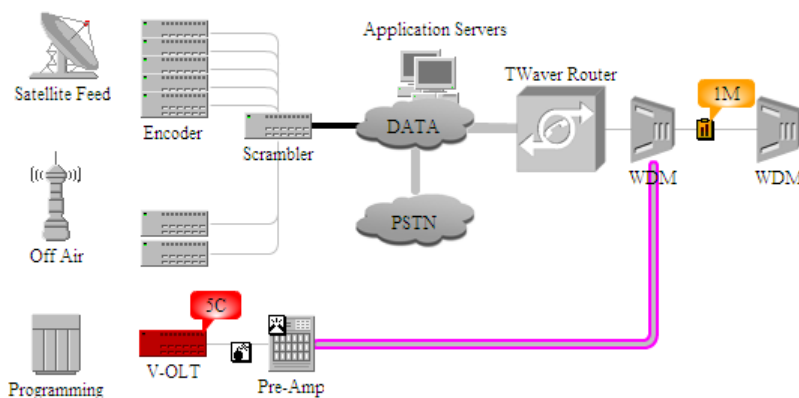 Application Servers
TWaver Router
1M
Satellite Feed
Encoder
DATA
Scrambler
WDM
WDM
PSTN
Off Air
5C
V-OLT
Pre-Amp
Programming